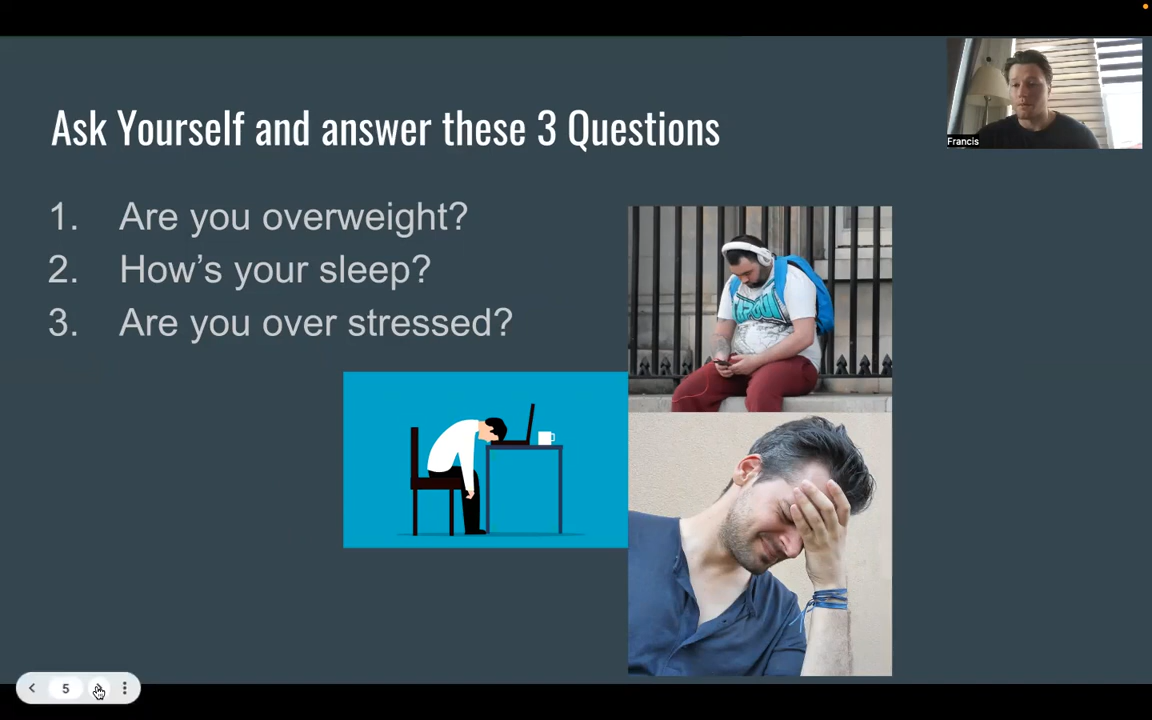 Ask Yourself and answer these 3 Questions
1. Are you overweight?
2. How's your sleep?
3. Are you over stressed?
KAPOW
Francis
5